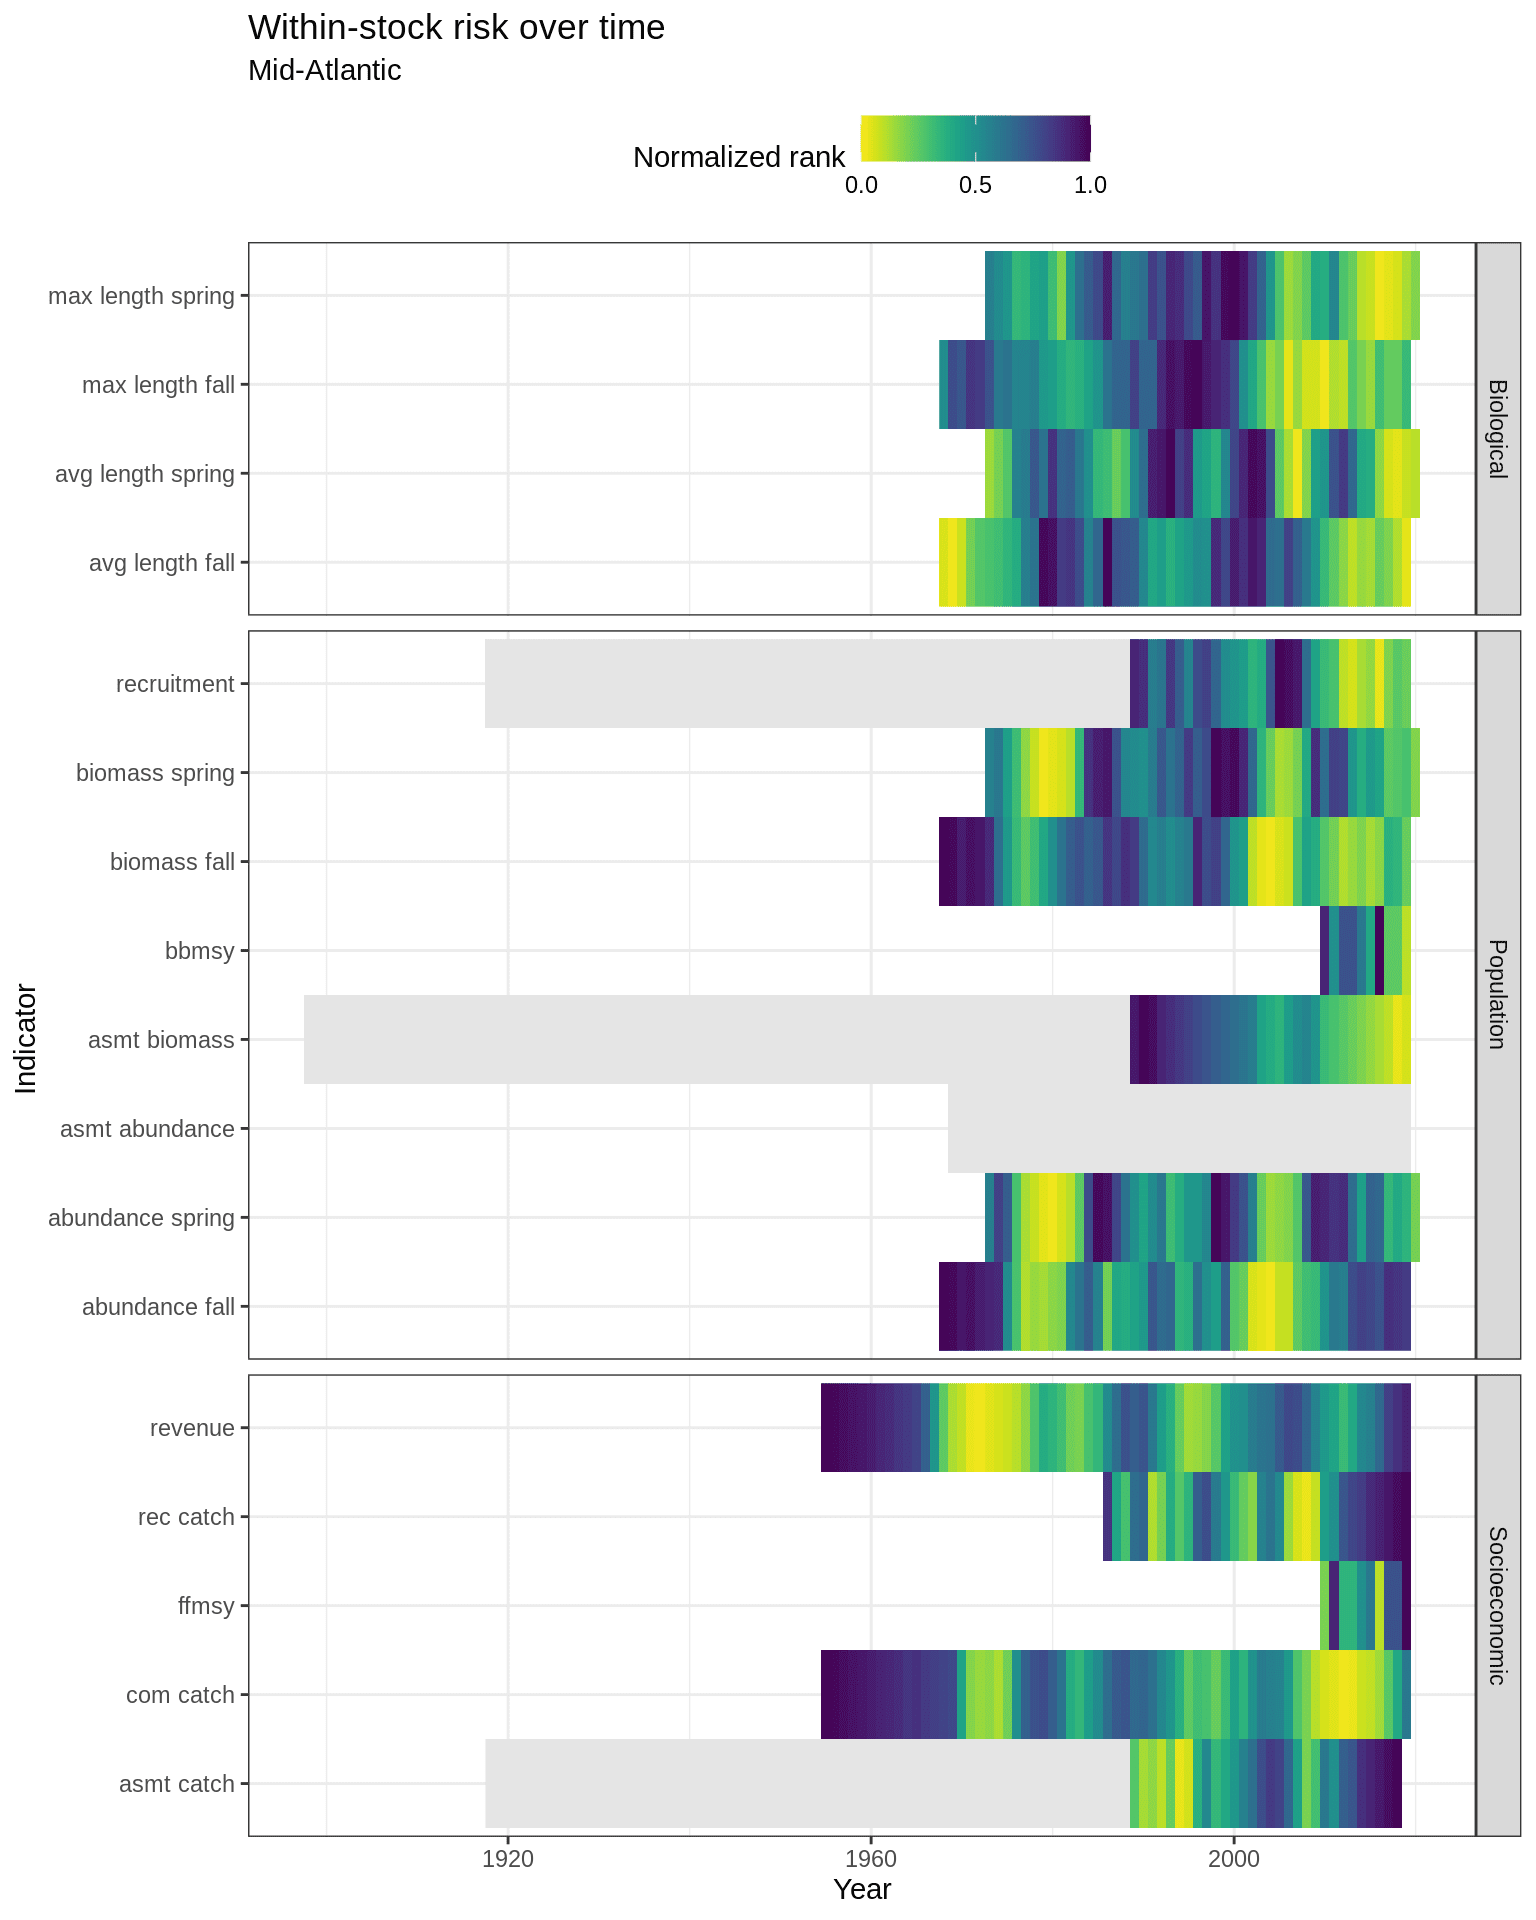 Within-stock risk over time
Mid-Atlantic
Normalized rank
0.0 0.5 1.0
max length spring
max length fall
avg length spring
avg length fall
Biological
recruitment
biomass spring
biomass fall
bbmsy
asmt biomass
asmt abundance
abundance spring
abundance fall
Population
revenue
rec catch
ffmsy
com catch
asmt catch
Socioeconomic
Indicator
1920 1960 2000
Year